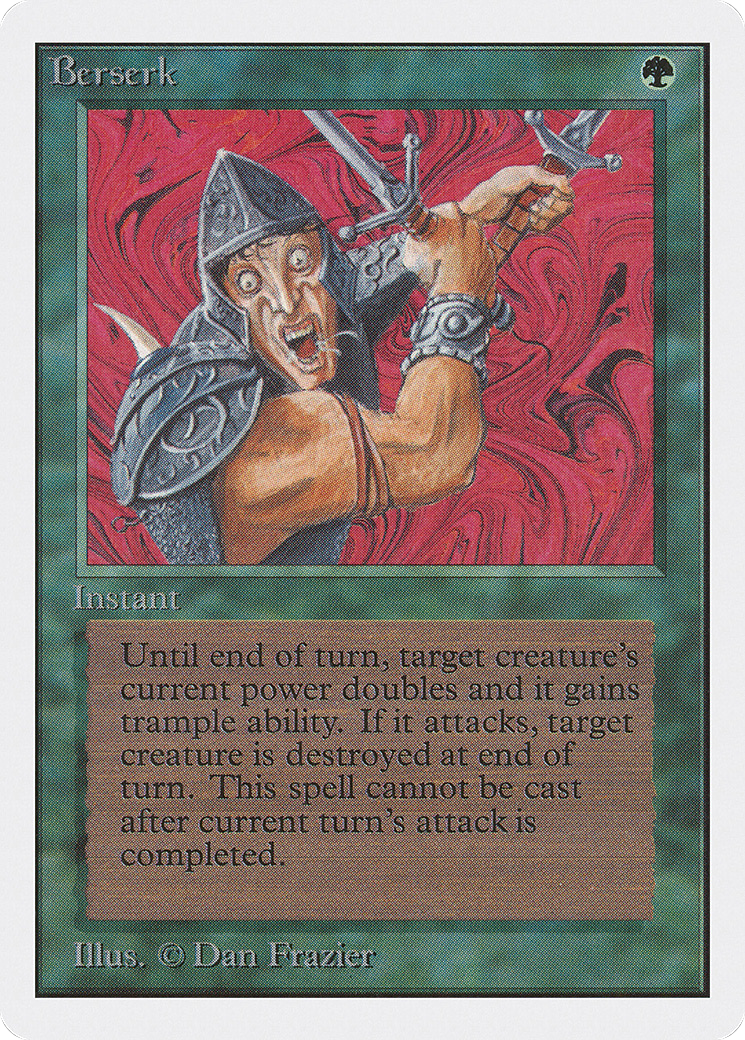 Berserk
Instant
Until end of turn, target creature's
current power doubles and it gains
trample ability. If it attacks, target
creature is destroyed at end of
turn. This spell cannot be cast
after current turn's attack is
completed.
Illus. © Dan Frazier